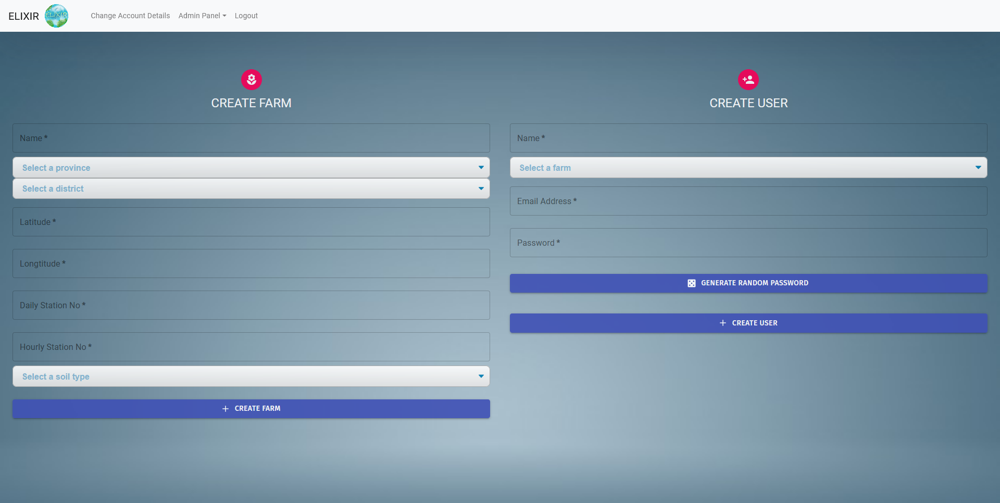 ELIXIR
ELIXIR
Change Account Details
Admin Panel
Logout
CREATE FARM
Name *
Select a province
Select a district
Latitude *
Longtitude *
Daily Station No *
Hourly Station No *
Select a soil type
CREATE FARM
CREATE USER
Name *
Select a farm
Email Address *
Password *
GENERATE RANDOM PASSWORD
CREATE USER